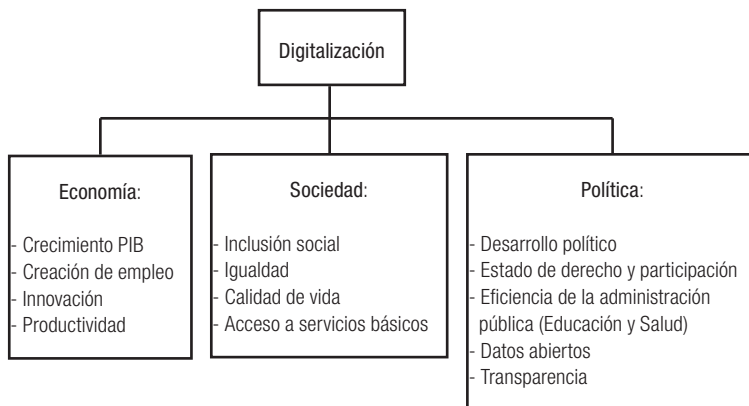 Digitalización
Economía:
- Crecimiento PIB
- Creación de empleo
- Innovación
- Productividad
Sociedad:
- Inclusión social
- Igualdad
- Calidad de vida
- Acceso a servicios básicos
Política:
- Desarrollo político
- Estado de derecho y participación
- Eficiencia de la administración
pública (Educación y Salud)
- Datos abiertos
- Transparencia